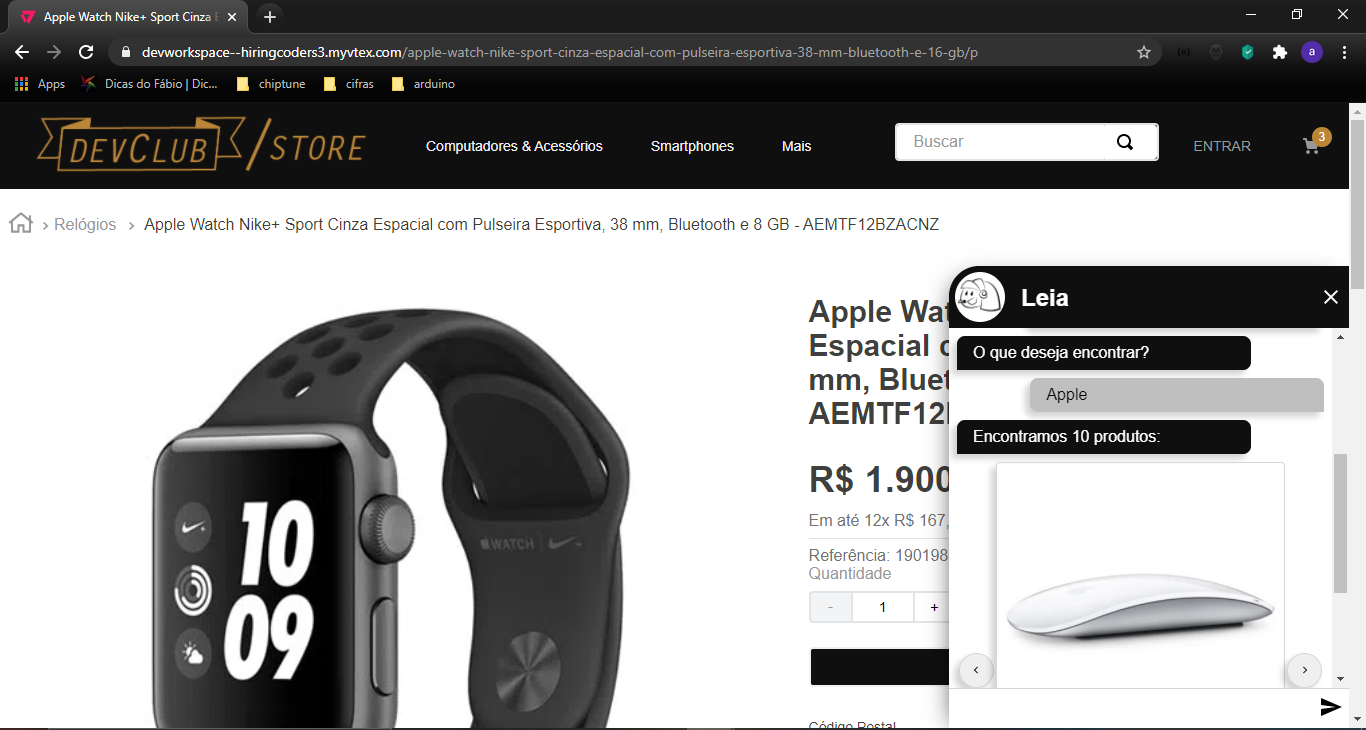 Apple Watch Nike+ Sport Cinza E
devworkspace--hiringcoders3.myvtex.com/apple-watch-nike-sport-cinza-espacial-com-pulseira-esportiva-38-mm-bluetooth-e-16-gb/p
a
Apps
Dicas do Fábio | Dic...
chiptune
cifras
arduino
DEVCLUB/STORE
Computadores & Acessórios
Smartphones
Mais
Buscar
ENTRAR
3
Relógios
Apple Watch Nike+ Sport Cinza Espacial com Pulseira Esportiva, 38 mm, Bluetooth e 8 GB - AEMTF12BZACNZ
Apple Wat
Espacial c
mm, Bluet
AEMTF12
R$ 1.900
Em até 12x R$ 167,
Referência: 190198
Quantidade
- 1 +
Código Postal
WATCH
10
09
Leia
O que deseja encontrar?
Apple
Encontramos 10 produtos: